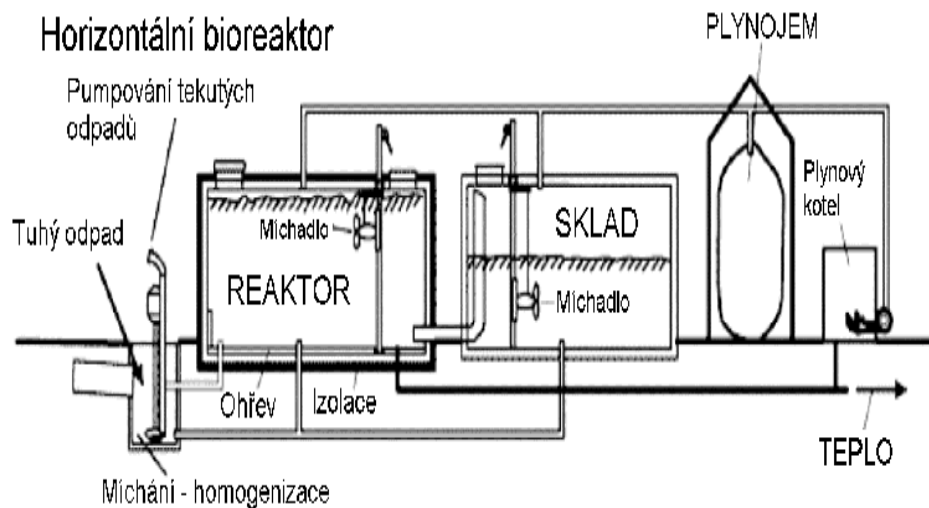 Horizontální bioreaktor
PLYNOJEM
Pumpování tekutých
odpadů
Plynový
kotel
Tuhý odpad
Míchadlo
SKLAD
REAKTOR
Míchadlo
Ohřev
Izolace
TEPLO
Míchání - homogenizace